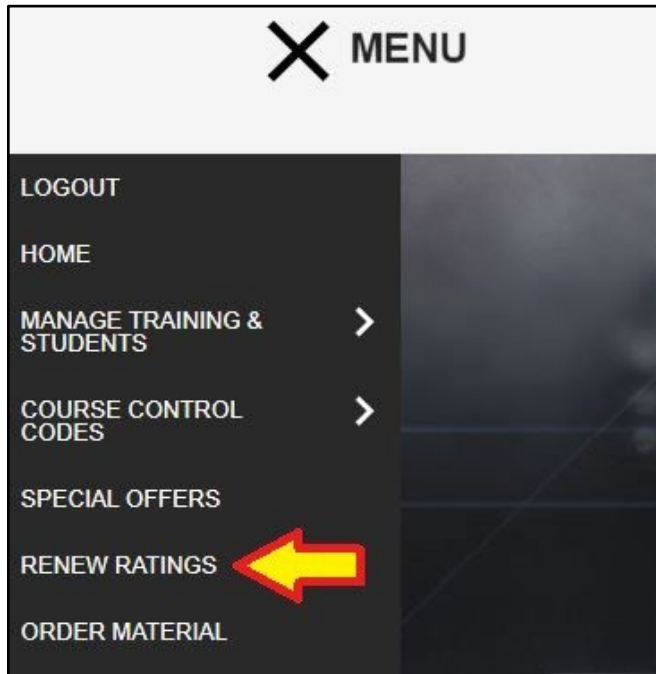 MENU
LOGOUT
HOME
MANAGE TRAINING &
STUDENTS
COURSE CONTROL
CODES
SPECIAL OFFERS
RENEW RATINGS
ORDER MATERIAL